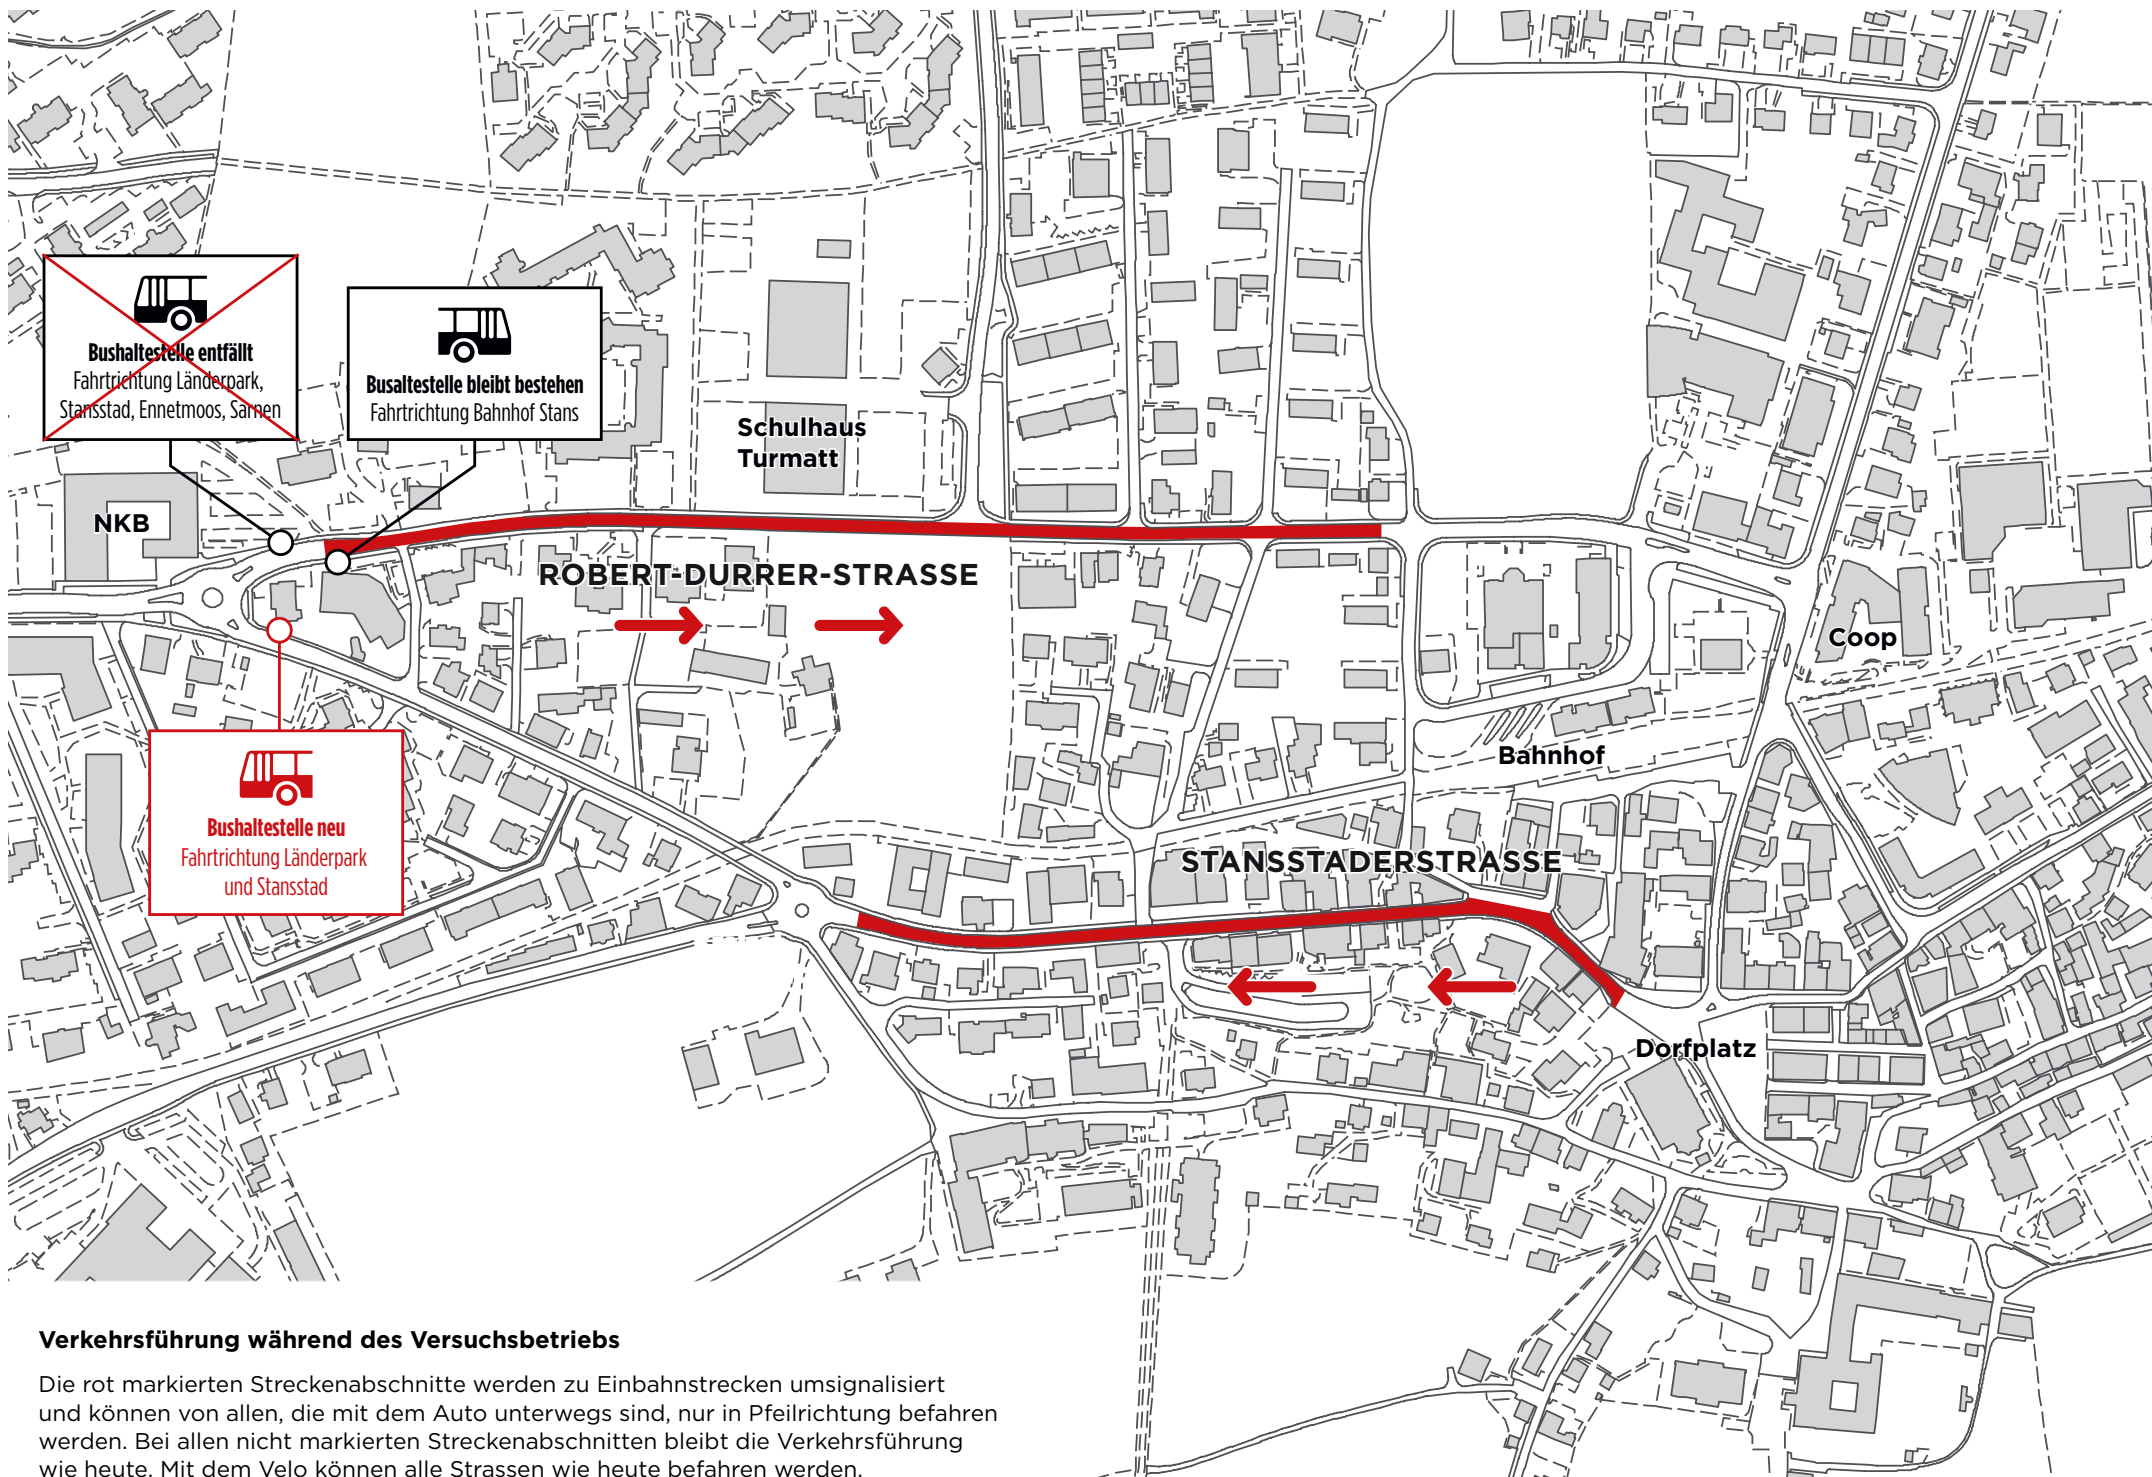 Bushaltestelle entfällt
Fahrtrichtung Länderpark,
Stansstad, Ennetmoos, Sarnen
Busaltestelle bleibt bestehen
Fahrtrichtung Bahnhof Stans
Schulhaus
Turmatt
NKB
ROBERT-DURRER-STRASSE
Coop
Bahnhof
Bushaltestelle neu
Fahrtrichtung Länderpark
und Stansstad
STANSSTADERSTRASSE
Dorfplatz
Verkehrsführung während des Versuchsbetriebs
Die rot markierten Streckenabschnitte werden zu Einbahnstrecken umsignalisiert
und können von allen, die mit dem Auto unterwegs sind, nur in Pfeilrichtung befahren
werden. Bei allen nicht markierten Streckenabschnitten bleibt die Verkehrsführung
wie heute. Mit dem Velo können alle Strassen wie heute befahren werden.